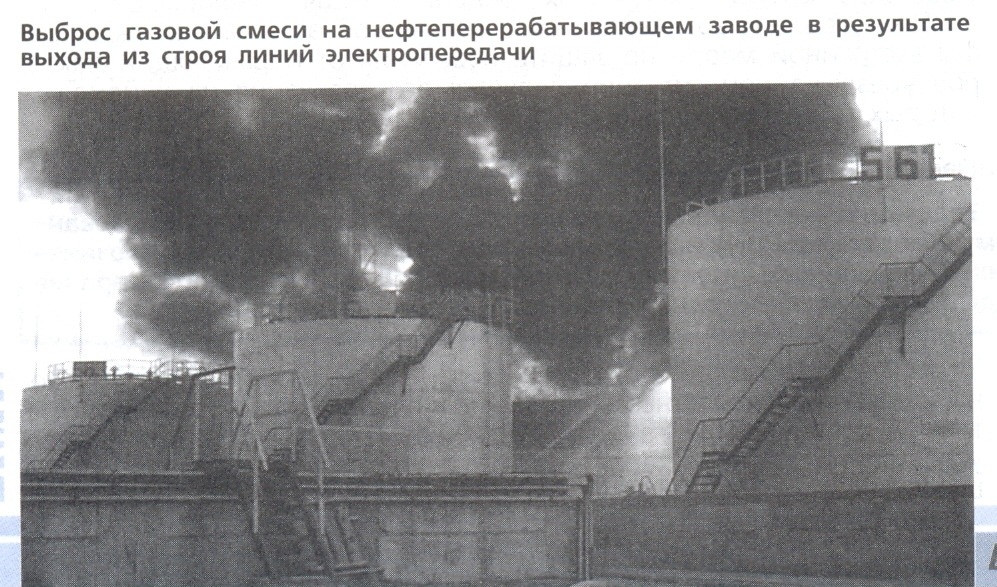 Выброс газовой смеси на нефтеперерабатывающем заводе в результате
выхода из строя линий электропередачи
561